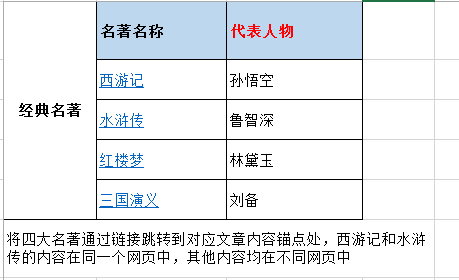 名著名称 代表人物
西游记 孙悟空
经典名著
水浒传 鲁智深
红楼梦 林黛玉
三国演义 刘备
将四大名著通过链接跳转到对应文章内容锚点处，西游记和水浒
传的内容在同一个网页中，其他内容均在不同网页中